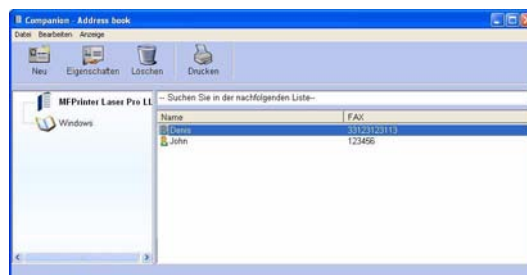 Companion - Address book
Datei Bearbeiten Anzeige
Neu Eigenschaften Löschen Drucken
MFPrinter Laser Pro LL
-- Suchen Sie in der nachfolgenden Liste--
Windows
Name FAX
Denis 33123123113
John 123456